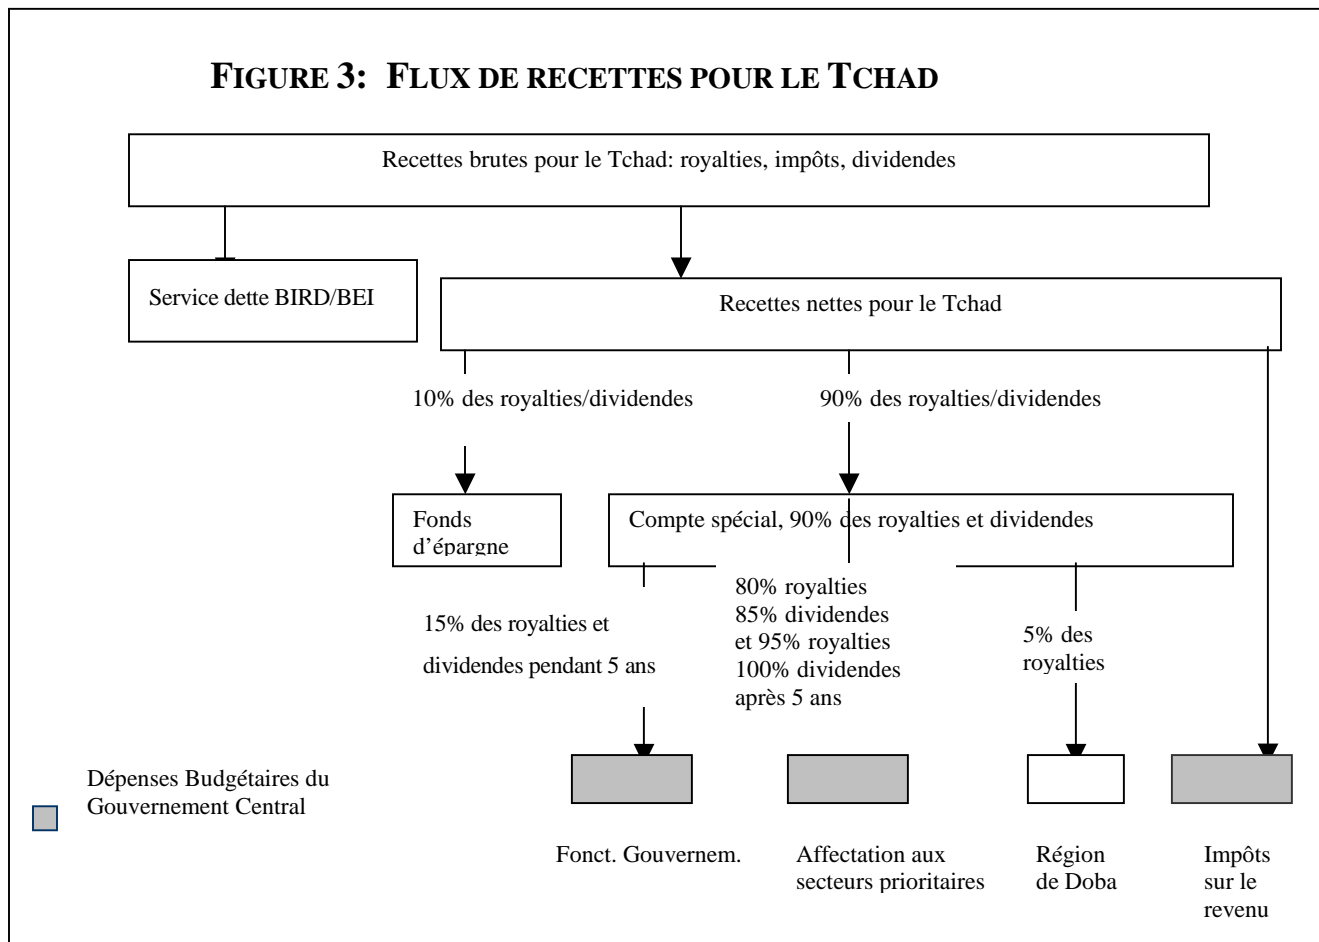 FIGURE 3: FLUX DE RECETTES POUR LE TCHAD
Recettes brutes pour le Tchad: royalties, impôts, dividendes
Service dette BIRD/BEI
Recettes nettes pour le Tchad
10% des royalties/dividendes
90% des royalties/dividendes
Fonds
d’épargne
Compte spécial, 90% des royalties et dividendes
15% des royalties et
dividendes pendant 5 ans
80% royalties
85% dividendes
et 95% royalties
100% dividendes
après 5 ans
5% des
royalties
Dépenses Budgétaires du
Gouvernement Central
Fonct. Gouvernem.
Affectation aux
secteurs prioritaires
Région
de Doba
Impôts
sur le
revenu